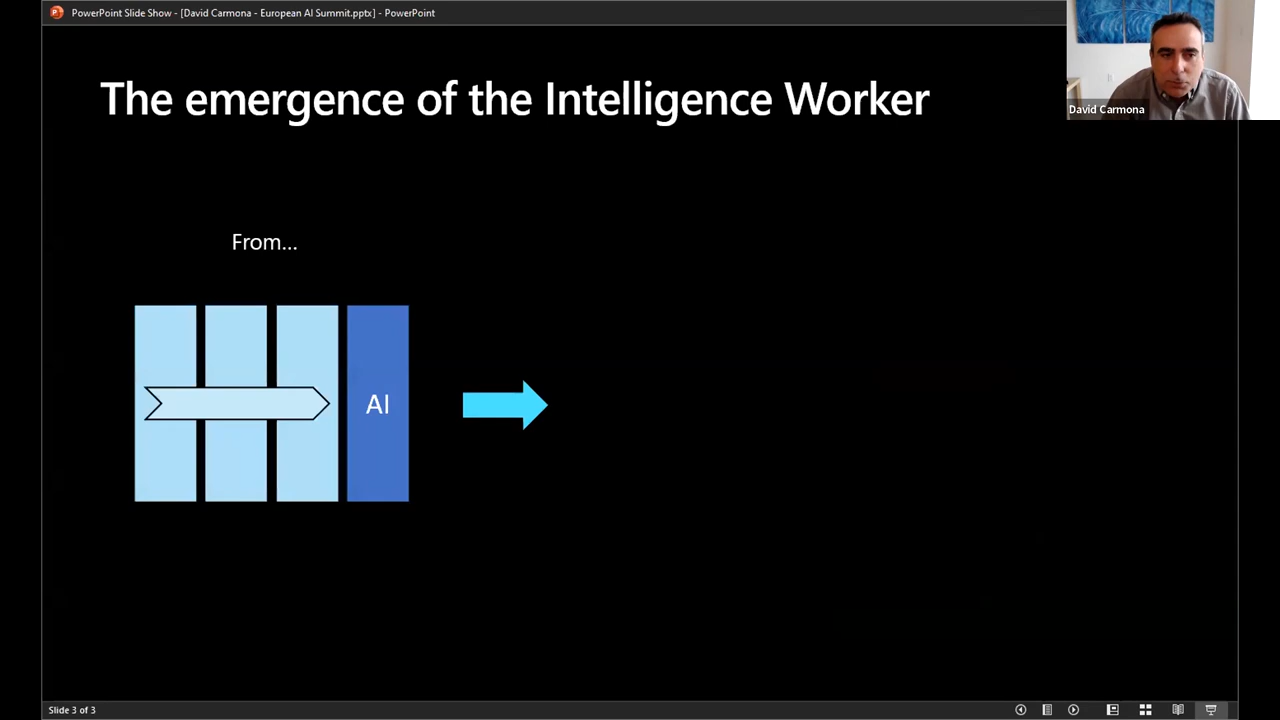 PowerPoint Slide Show - [David Carmona - European AI Summit.pptx] - PowerPoint
The emergence of the Intelligence Worker
David Carmona
From...
AI
Slide 3 of 3